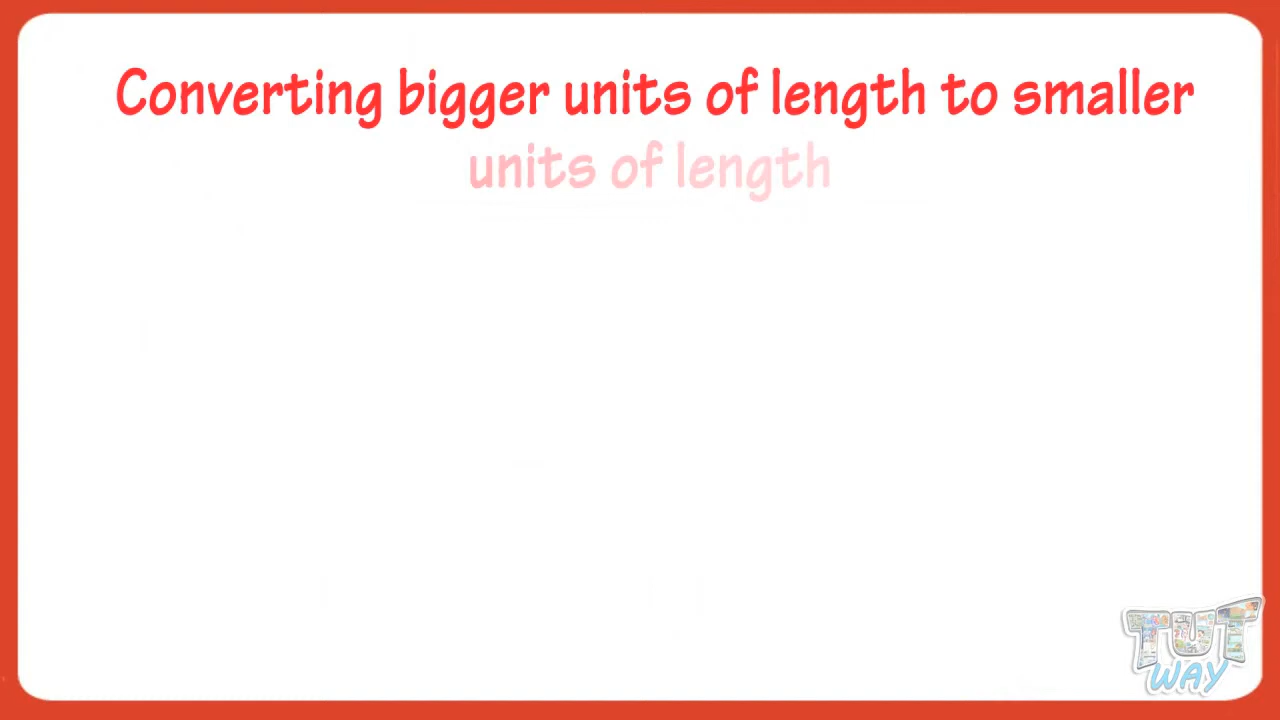 Converting bigger units of length to smaller
units of length
TUT
WAY